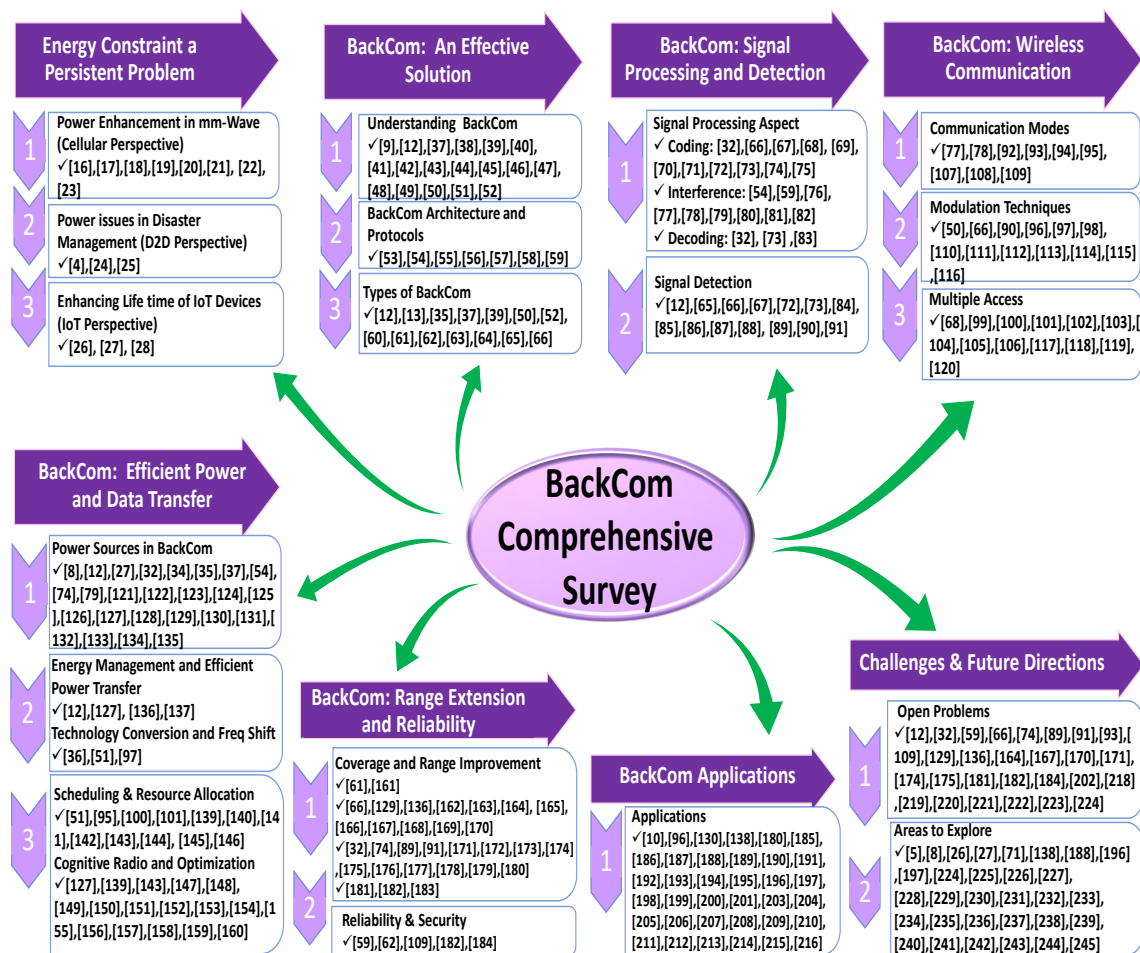 Energy Constraint a
Persistent Problem
1
Power Enhancement in mm-Wave
(Cellular Perspective)
✓[16],[17],[18],[19],[20],[21], [22],
[23]
2
Power issues in Disaster
Management (D2D Perspective)
✓[4],[24],[25]
3
Enhancing Life time of IoT Devices
(IoT Perspective)
✓[26], [27], [28]
BackCom: An Effective
Solution
1
Understanding BackCom
✓[9],[12],[37],[38],[39],[40],
[41],[42],[43],[44],[45],[46],[47],
[48],[49],[50],[51],[52]
2
BackCom Architecture and
Protocols
✓[53],[54],[55],[56],[57],[58],[59]
3
Types of BackCom
✓[12],[13],[35],[37],[39],[50],[52],
[60],[61],[62],[63],[64],[65],[66]
BackCom: Signal
Processing and Detection
1
Signal Processing Aspect
✓ Coding: [32],[66],[67],[68], [69],
[70],[71],[72],[73],[74],[75]
✓ Interference: [54],[59],[76],
[77],[78],[79],[80],[81],[82]
✓ Decoding: [32], [73] ,[83]
2
Signal Detection
✓[12],[65],[66],[67],[72],[73],[84],
[85],[86],[87],[88], [89],[90],[91]
BackCom: Wireless
Communication
1
Communication Modes
✓[77],[78],[92],[93],[94],[95],
[107],[108],[109]
2
Modulation Techniques
✓[50],[66],[90],[96],[97],[98],
[110],[111],[112],[113],[114],[115]
,[116]
3
Multiple Access
✓[68],[99],[100],[101],[102],[103],[
104],[105],[106],[117],[118],[119],
[120]
BackCom
Comprehensive
Survey
BackCom: Efficient Power
and Data Transfer
1
Power Sources in BackCom
✓[8],[12],[27],[32],[34],[35],[37],[54],
[74],[79],[121],[122],[123],[124],[125
],[126],[127],[128],[129],[130],[131],[
132],[133],[134],[135]
2
Energy Management and Efficient
Power Transfer
✓[12],[127], [136],[137]
Technology Conversion and Freq Shift
✓[36],[51],[97]
3
Scheduling & Resource Allocation
✓[51],[95],[100],[101],[139],[140],[14
1],[142],[143],[144], [145],[146]
Cognitive Radio and Optimization
✓[127],[139],[143],[147],[148],
[149],[150],[151],[152],[153],[154],[1
55],[156],[157],[158],[159],[160]
BackCom: Range Extension
and Reliability
1
Coverage and Range Improvement
✓[61],[161]
✓[66],[129],[136],[162],[163],[164], [165],
[166],[167],[168],[169],[170]
✓[32],[74],[89],[91],[171],[172],[173],[174]
,[175],[176],[177],[178],[179],[180]
✓[181],[182],[183]
2
Reliability & Security
✓[59],[62],[109],[182],[184]
BackCom Applications
1
Applications
✓[10],[96],[130],[138],[180],[185],
[186],[187],[188],[189],[190],[191],
[192],[193],[194],[195],[196],[197],
[198],[199],[200],[201],[203],[204],
[205],[206],[207],[208],[209],[210],
[211],[212],[213],[214],[215],[216]
Challenges & Future Directions
1
Open Problems
✓[12],[32],[59],[66],[74],[89],[91],[93],[
109],[129],[136],[164],[167],[170],[171],
[174],[175],[181],[182],[184],[202],[218]
,[219],[220],[221],[222],[223],[224]
2
Areas to Explore
✓[5],[8],[26],[27],[71],[138],[188],[196]
,[197],[224],[225],[226],[227],
[228],[229],[230],[231],[232],[233],
[234],[235],[236],[237],[238],[239],
[240],[241],[242],[243],[244],[245]